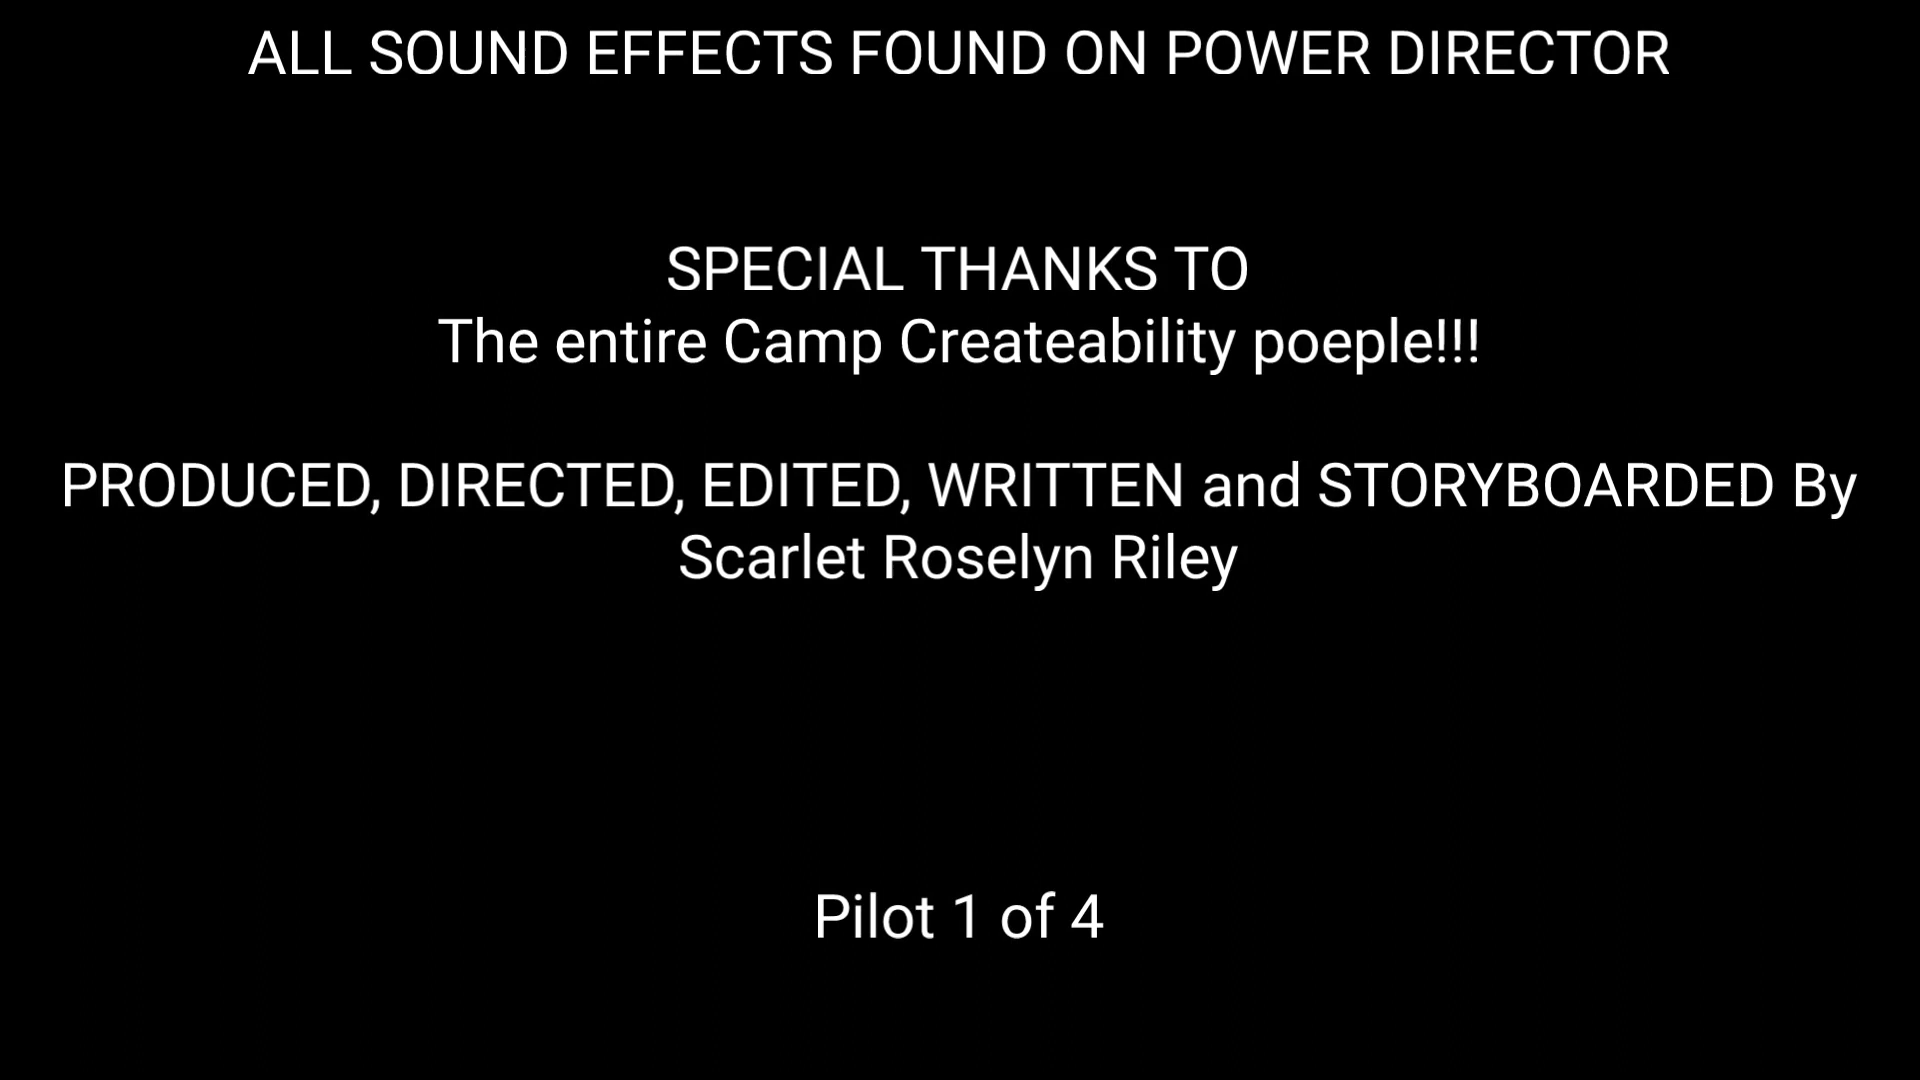 ALL SOUND EFFECTS FOUND ON POWER DIRECTOR
SPECIAL THANKS TO
The entire Camp Createability poeple!!!
PRODUCED, DIRECTED, EDITED, WRITTEN and STORYBOARDED By
Scarlet Roselyn Riley
Pilot 1 of 4